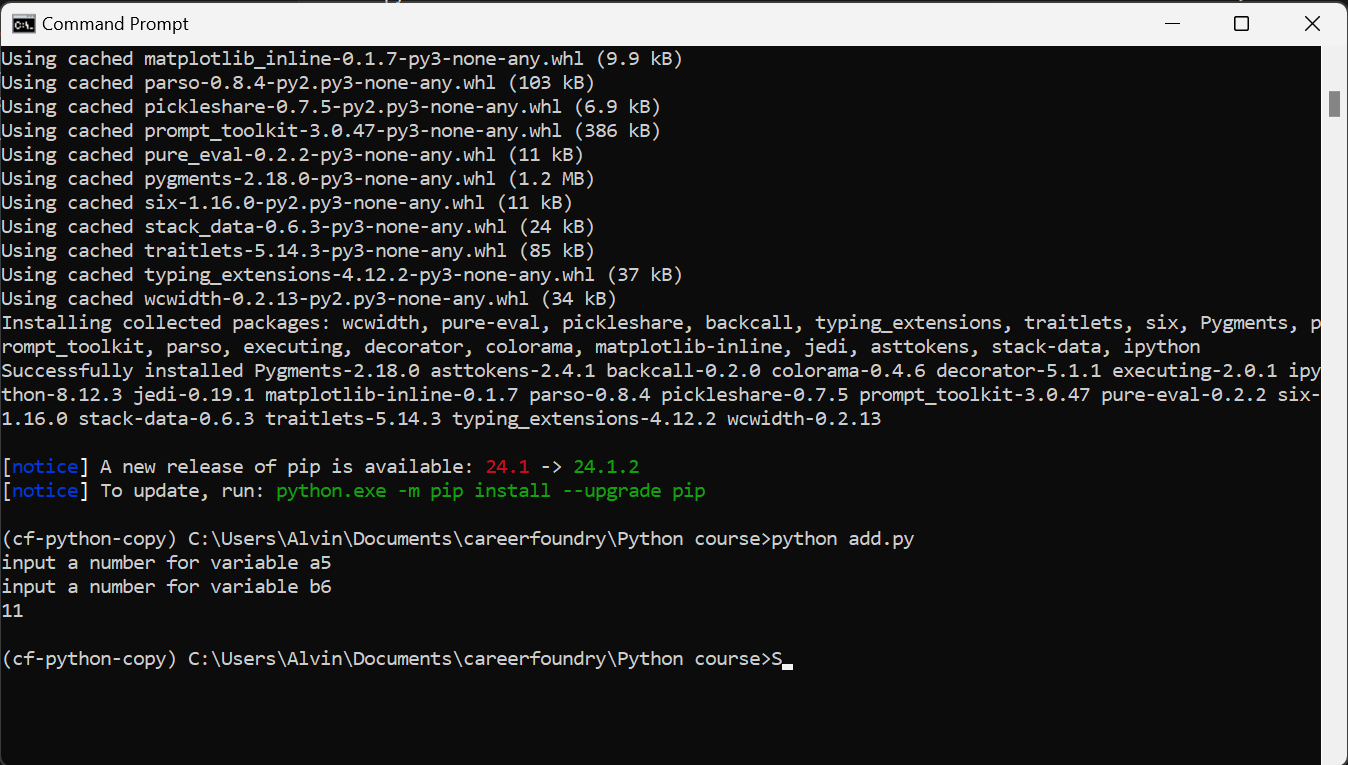 Command Prompt
Using cached matplotlib_inline-0.1.7-py3-none-any.whl (9.9 kB)
Using cached parso-0.8.4-py2.py3-none-any.whl (103 kB)
Using cached pickleshare-0.7.5-py2.py3-none-any.whl (6.9 kB)
Using cached prompt_toolkit-3.0.47-py3-none-any.whl (386 kB)
Using cached pure_eval-0.2.2-py3-none-any.whl (11 kB)
Using cached pygments-2.18.0-py3-none-any.whl (1.2 MB)
Using cached six-1.16.0-py2.py3-none-any.whl (11 kB)
Using cached stack_data-0.6.3-py3-none-any.whl (24 kB)
Using cached traitlets-5.14.3-py3-none-any.whl (85 kB)
Using cached typing_extensions-4.12.2-py3-none-any.whl (37 kB)
Using cached wcwidth-0.2.13-py2.py3-none-any.whl (34 kB)
Installing collected packages: wcwidth, pure-eval, pickleshare, backcall, typing_extensions, traitlets, six, Pygments, p
rompt_toolkit, parso, executing, decorator, colorama, matplotlib-inline, jedi, asttokens, stack-data, ipython
Successfully installed Pygments-2.18.0 asttokens-2.4.1 backcall-0.2.0 colorama-0.4.6 decorator-5.1.1 executing-2.0.1 ipy
thon-8.12.3 jedi-0.19.1 matplotlib-inline-0.1.7 parso-0.8.4 pickleshare-0.7.5 prompt_toolkit-3.0.47 pure-eval-0.2.2 six-
1.16.0 stack-data-0.6.3 traitlets-5.14.3 typing_extensions-4.12.2 wcwidth-0.2.13
[notice] A new release of pip is available: 24.1 -> 24.1.2
[notice] To update, run: python.exe -m pip install --upgrade pip
(cf-python-copy) C:\Users\Alvin\Documents\careerfoundry\Python course>python add.py
input a number for variable a5
input a number for variable b6
11
(cf-python-copy) C:\Users\Alvin\Documents\careerfoundry\Python course>S